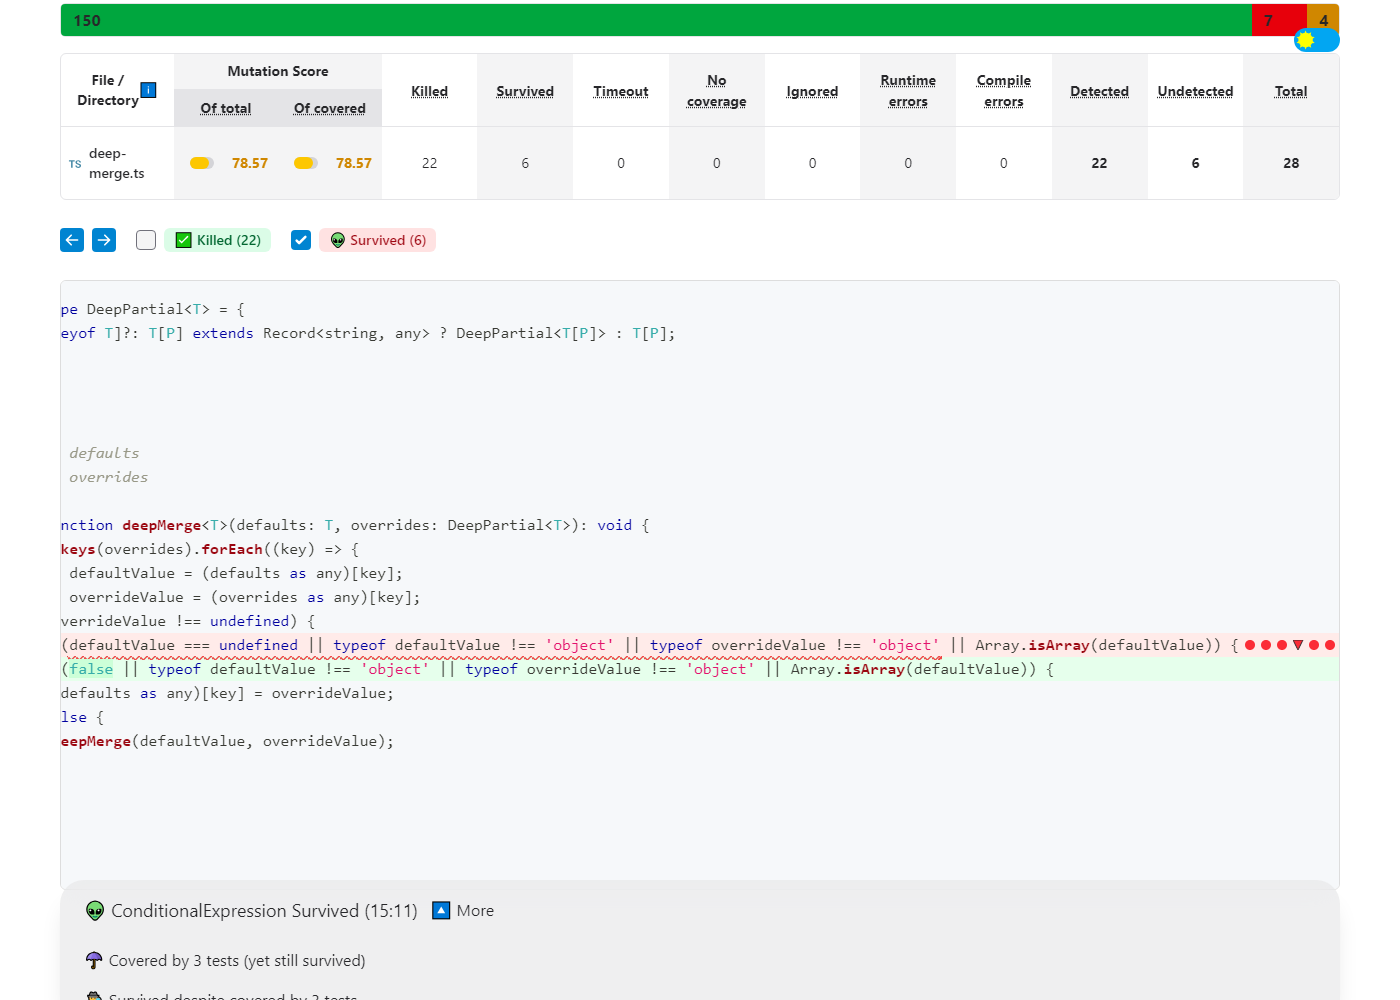 150 7 4
File / Directory i Mutation Score Of total Of covered Killed Survived Timeout No coverage Ignored Runtime errors Compile errors Detected Undetected Total
TS deep-merge.ts 78.57 78.57 22 6 0 0 0 0 0 22 6 28
Killed (22) Survived (6)
pe DeepPartial<T> = {
eyof T]?: T[P] extends Record<string, any> ? DeepPartial<T[P]> : T[P];
defaults
overrides
nction deepMerge<T>(defaults: T, overrides: DeepPartial<T>): void {
keys(overrides).forEach((key) => {
defaultValue = (defaults as any)[key];
overrideValue = (overrides as any)[key];
verrideValue !== undefined) {
(defaultValue === undefined || typeof defaultValue !== 'object' || typeof overrideValue !== 'object' || Array.isArray(defaultValue)) {
(false || typeof defaultValue !== 'object' || typeof overrideValue !== 'object' || Array.isArray(defaultValue)) {
defaults as any)[key] = overrideValue;
lse {
eepMerge(defaultValue, overrideValue);
ConditionalExpression Survived (15:11) More
Covered by 3 tests (yet still survived)
Survived despite covered by 3 tests